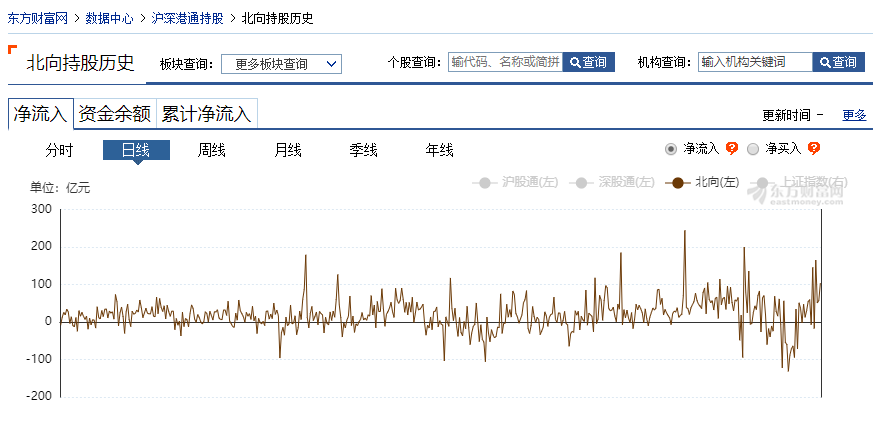 东方财富网 > 数据中心 > 沪深港通持股 > 北向持股历史
北向持股历史 板块查询： 更多板块查询 个股查询： 输代码、名称或简拼 查询 机构查询： 输入机构关键词 查询
净流入 资金余额 累计净流入 更新时间 - 更多
分时 日线 周线 月线 季线 年线 净流入 ? 净买入 ?
单位：亿元 沪股通(左) 深股通(左) 北向(左) 上证指数(右)
东方财富网
eastmoney.com
300
200
100
0
-100
-200